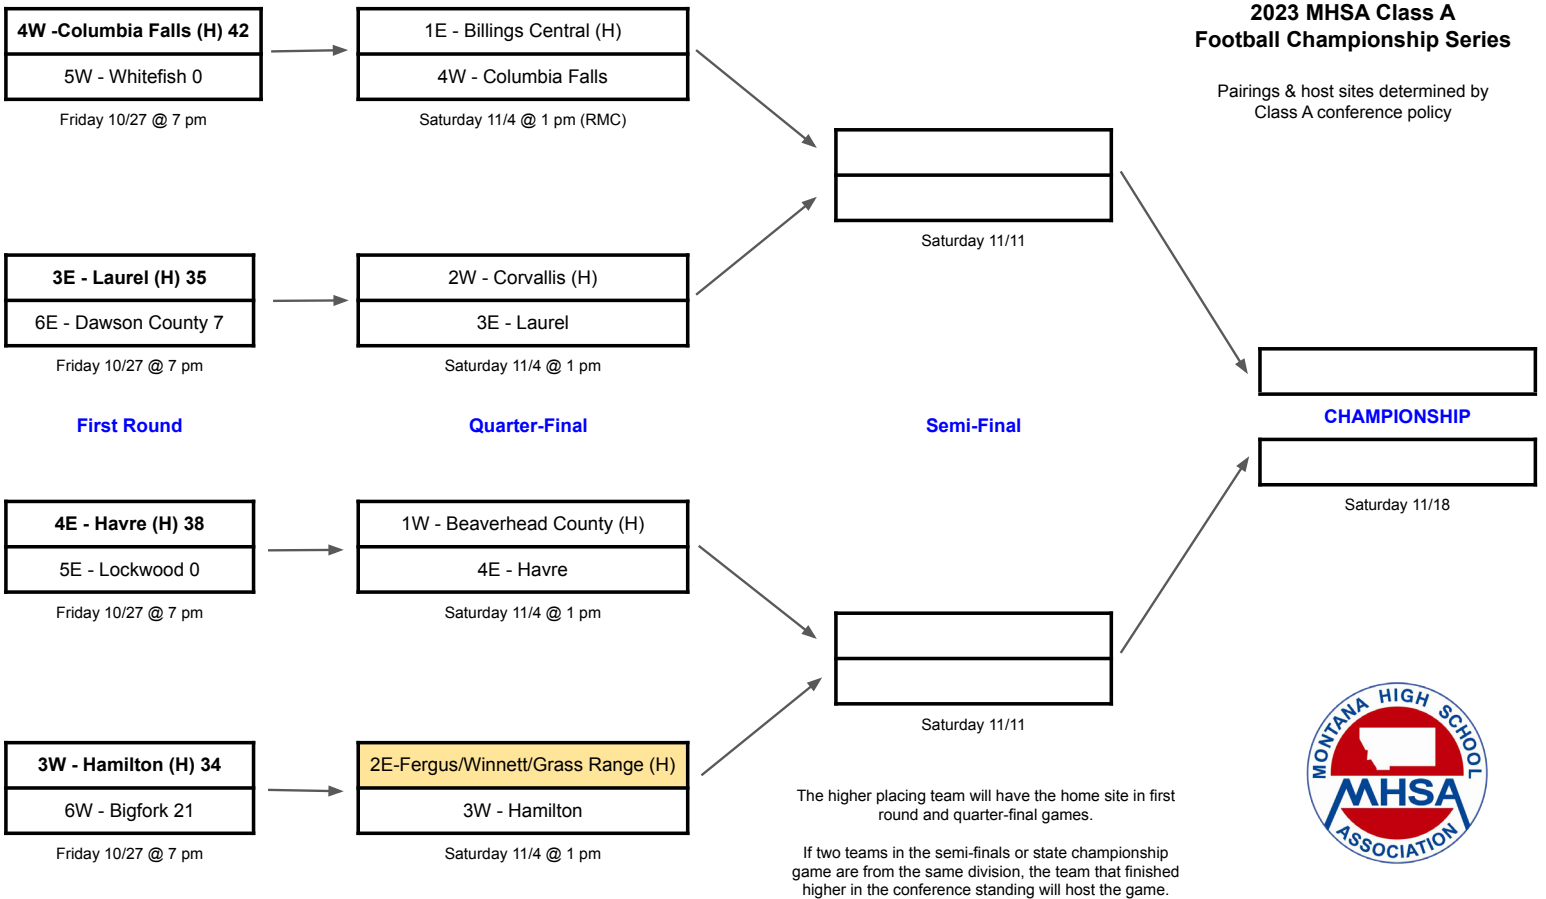 2023 MHSA Class A
Football Championship Series
Pairings & host sites determined by
Class A conference policy
4W -Columbia Falls (H) 42
5W - Whitefish 0
Friday 10/27 @ 7 pm
1E - Billings Central (H)
4W - Columbia Falls
Saturday 11/4 @ 1 pm (RMC)
Saturday 11/11
3E - Laurel (H) 35
6E - Dawson County 7
Friday 10/27 @ 7 pm
2W - Corvallis (H)
3E - Laurel
Saturday 11/4 @ 1 pm
First Round
Quarter-Final
Semi-Final
CHAMPIONSHIP
Saturday 11/18
4E - Havre (H) 38
5E - Lockwood 0
Friday 10/27 @ 7 pm
1W - Beaverhead County (H)
4E - Havre
Saturday 11/4 @ 1 pm
Saturday 11/11
3W - Hamilton (H) 34
6W - Bigfork 21
Friday 10/27 @ 7 pm
2E-Fergus/Winnett/Grass Range (H)
3W - Hamilton
Saturday 11/4 @ 1 pm
The higher placing team will have the home site in first
round and quarter-final games.
If two teams in the semi-finals or state championship
game are from the same division, the team that finished
higher in the conference standing will host the game.
MONTANA HIGH SCHOOL
MHSA
ASSOCIATION